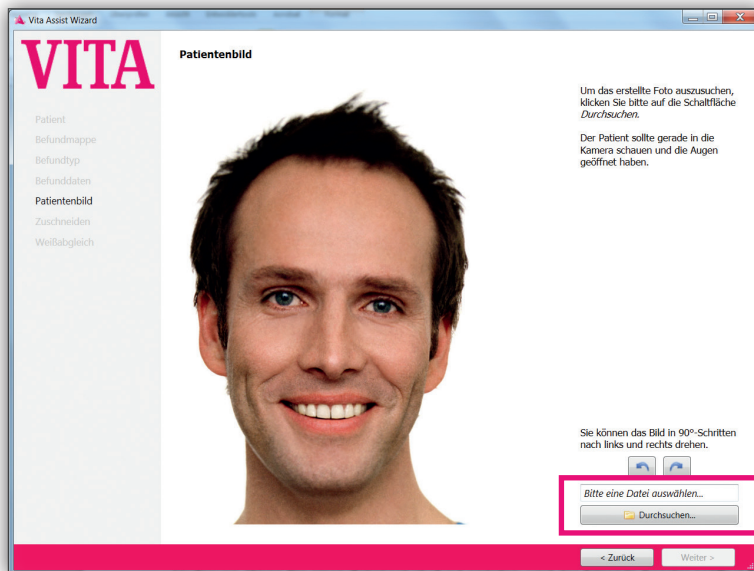 Vita Assist Wizard
VITA
Patient
Befundmappe
Befundtyp
Befunddaten
Patientenbild
Zuschneiden
Weißabgleich
Patientenbild
Um das erstellte Foto auszusuchen,
klicken Sie bitte auf die Schaltfläche
Durchsuchen.
Der Patient sollte gerade in die
Kamera schauen und die Augen
geöffnet haben.
Sie können das Bild in 90°-Schritten
nach links und rechts drehen.
Bitte eine Datei auswählen...
Durchsuchen...
< Zurück
Weiter >